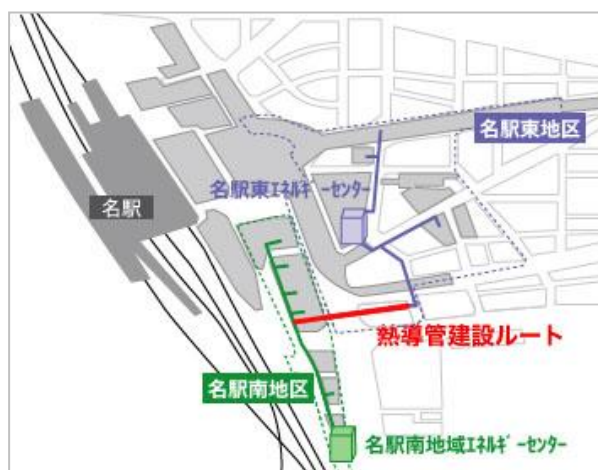 名駅東地区
名駅東ｴﾈﾙｷﾞｰｾﾝﾀｰ
名駅
熱導管建設ルート
名駅南地区
名駅南地域ｴﾈﾙｷﾞｰｾﾝﾀｰ